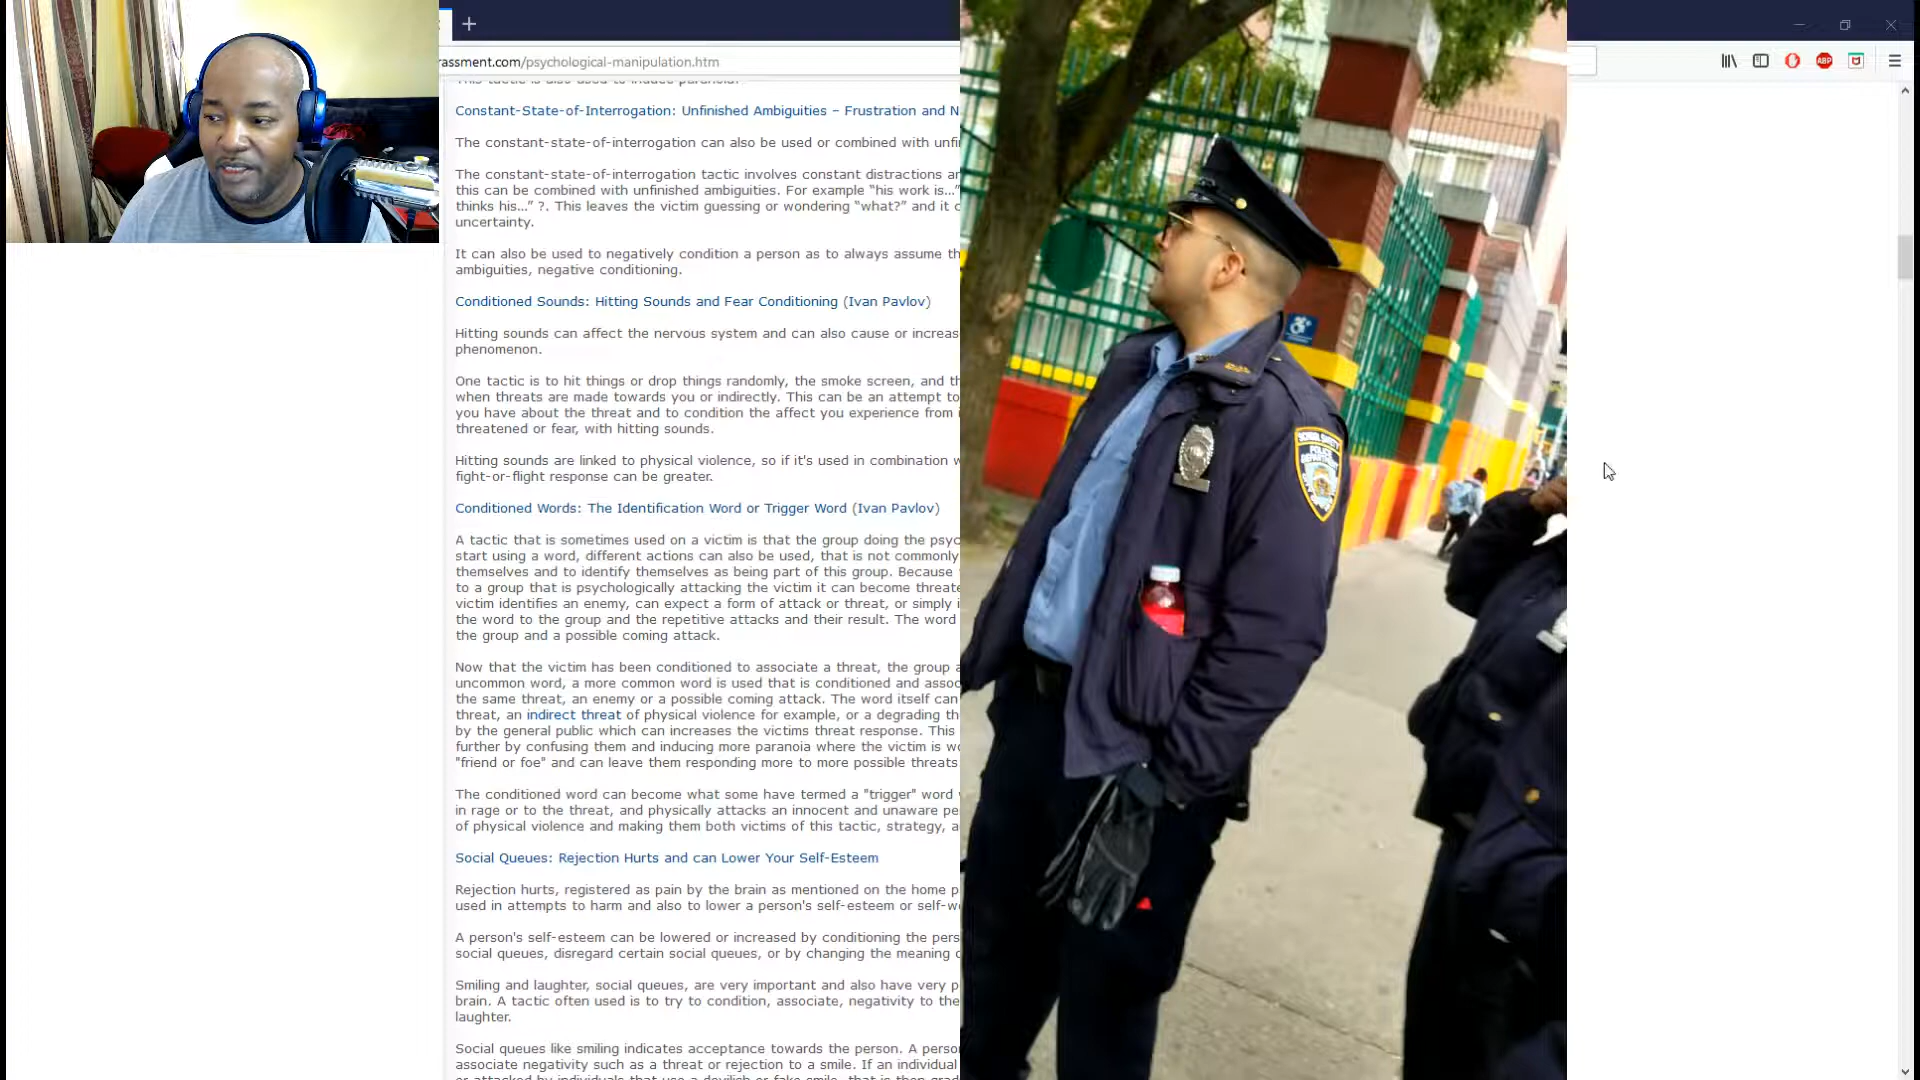 rassment.com/psychological-manipulation.htm
This tactic is also used to induce paranoia.
Constant-State-of-Interrogation: Unfinished Ambiguities – Frustration and N
The constant-state-of-interrogation can also be used or combined with unfi
The constant-state-of-interrogation tactic involves constant distractions an
this can be combined with unfinished ambiguities. For example “his work is...”
thinks his...” ?. This leaves the victim guessing or wondering “what?” and it c
uncertainty.
It can also be used to negatively condition a person as to always assume th
ambiguities, negative conditioning.
Conditioned Sounds: Hitting Sounds and Fear Conditioning (Ivan Pavlov)
Hitting sounds can affect the nervous system and can also cause or increas
phenomenon.
One tactic is to hit things or drop things randomly, the smoke screen, and th
when threats are made towards you or indirectly. This can be an attempt to
you have about the threat and to condition the affect you experience from i
threatened or fear, with hitting sounds.
Hitting sounds are linked to physical violence, so if it's used in combination w
fight-or-flight response can be greater.
Conditioned Words: The Identification Word or Trigger Word (Ivan Pavlov)
A tactic that is sometimes used on a victim is that the group doing the psyc
start using a word, different actions can also be used, that is not commonly
themselves and to identify themselves as being part of this group. Because
to a group that is psychologically attacking the victim it can become threate
victim identifies an enemy, can expect a form of attack or threat, or simply i
the word to the group and the repetitive attacks and their result. The word
the group and a possible coming attack.
Now that the victim has been conditioned to associate a threat, the group a
uncommon word, a more common word is used that is conditioned and assoc
the same threat, an enemy or a possible coming attack. The word itself can
threat, an indirect threat of physical violence for example, or a degrading th
by the general public which can increases the victims threat response. This
further by confusing them and inducing more paranoia where the victim is wo
"friend or foe" and can leave them responding more to more possible threats
The conditioned word can become what some have termed a "trigger" word
in rage or to the threat, and physically attacks an innocent and unaware pe
of physical violence and making them both victims of this tactic, strategy, a
Social Queues: Rejection Hurts and can Lower Your Self-Esteem
Rejection hurts, registered as pain by the brain as mentioned on the home p
used in attempts to harm and also to lower a person's self-esteem or self-wo
A person's self-esteem can be lowered or increased by conditioning the pers
social queues, disregard certain social queues, or by changing the meaning o
Smiling and laughter, social queues, are very important and also have very p
brain. A tactic often used is to try to condition, associate, negativity to the
laughter.
Social queues like smiling indicates acceptance towards the person. A perso
associate negativity such as a threat or rejection to a smile. If an individual
ABP